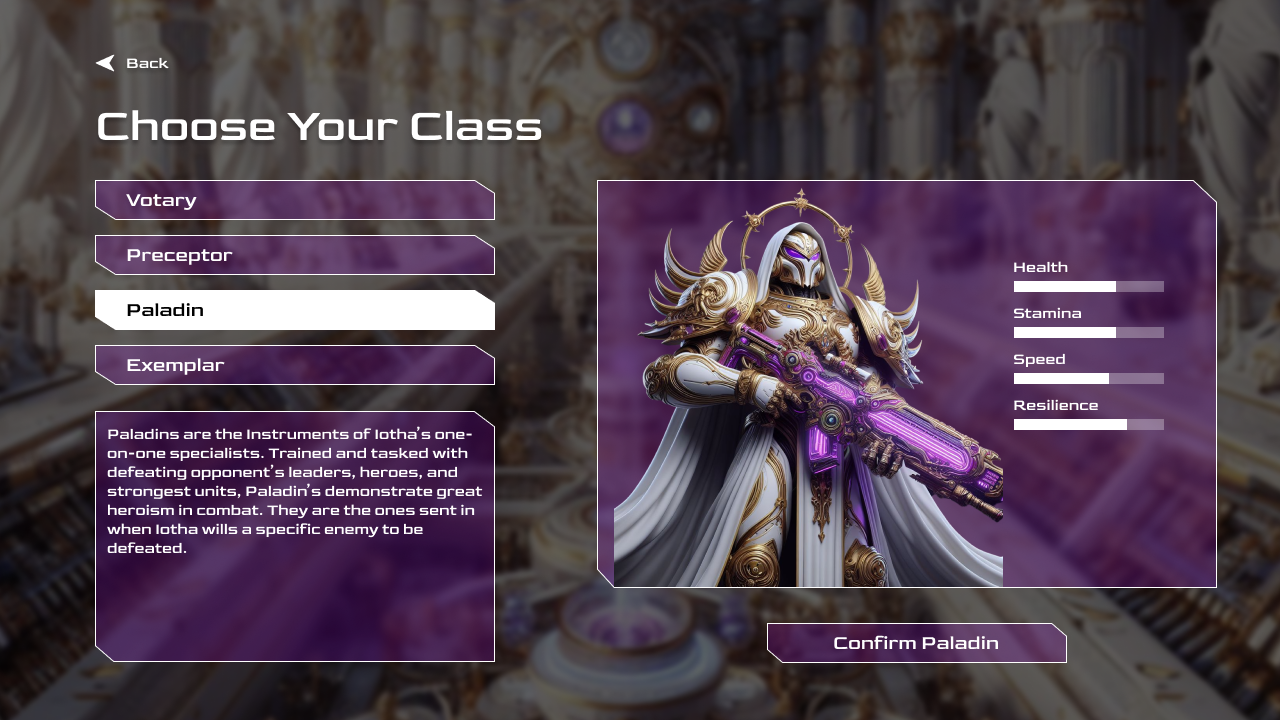 Back
Choose Your Class
Votary
Preceptor
Paladin
Exemplar
Paladins are the Instruments of Iotha's one-
on-one specialists. Trained and tasked with
defeating opponent's leaders, heroes, and
strongest units, Paladin's demonstrate great
heroism in combat. They are the ones sent in
when Iotha wills a specific enemy to be
defeated.
Health
Stamina
Speed
Resilience
Confirm Paladin